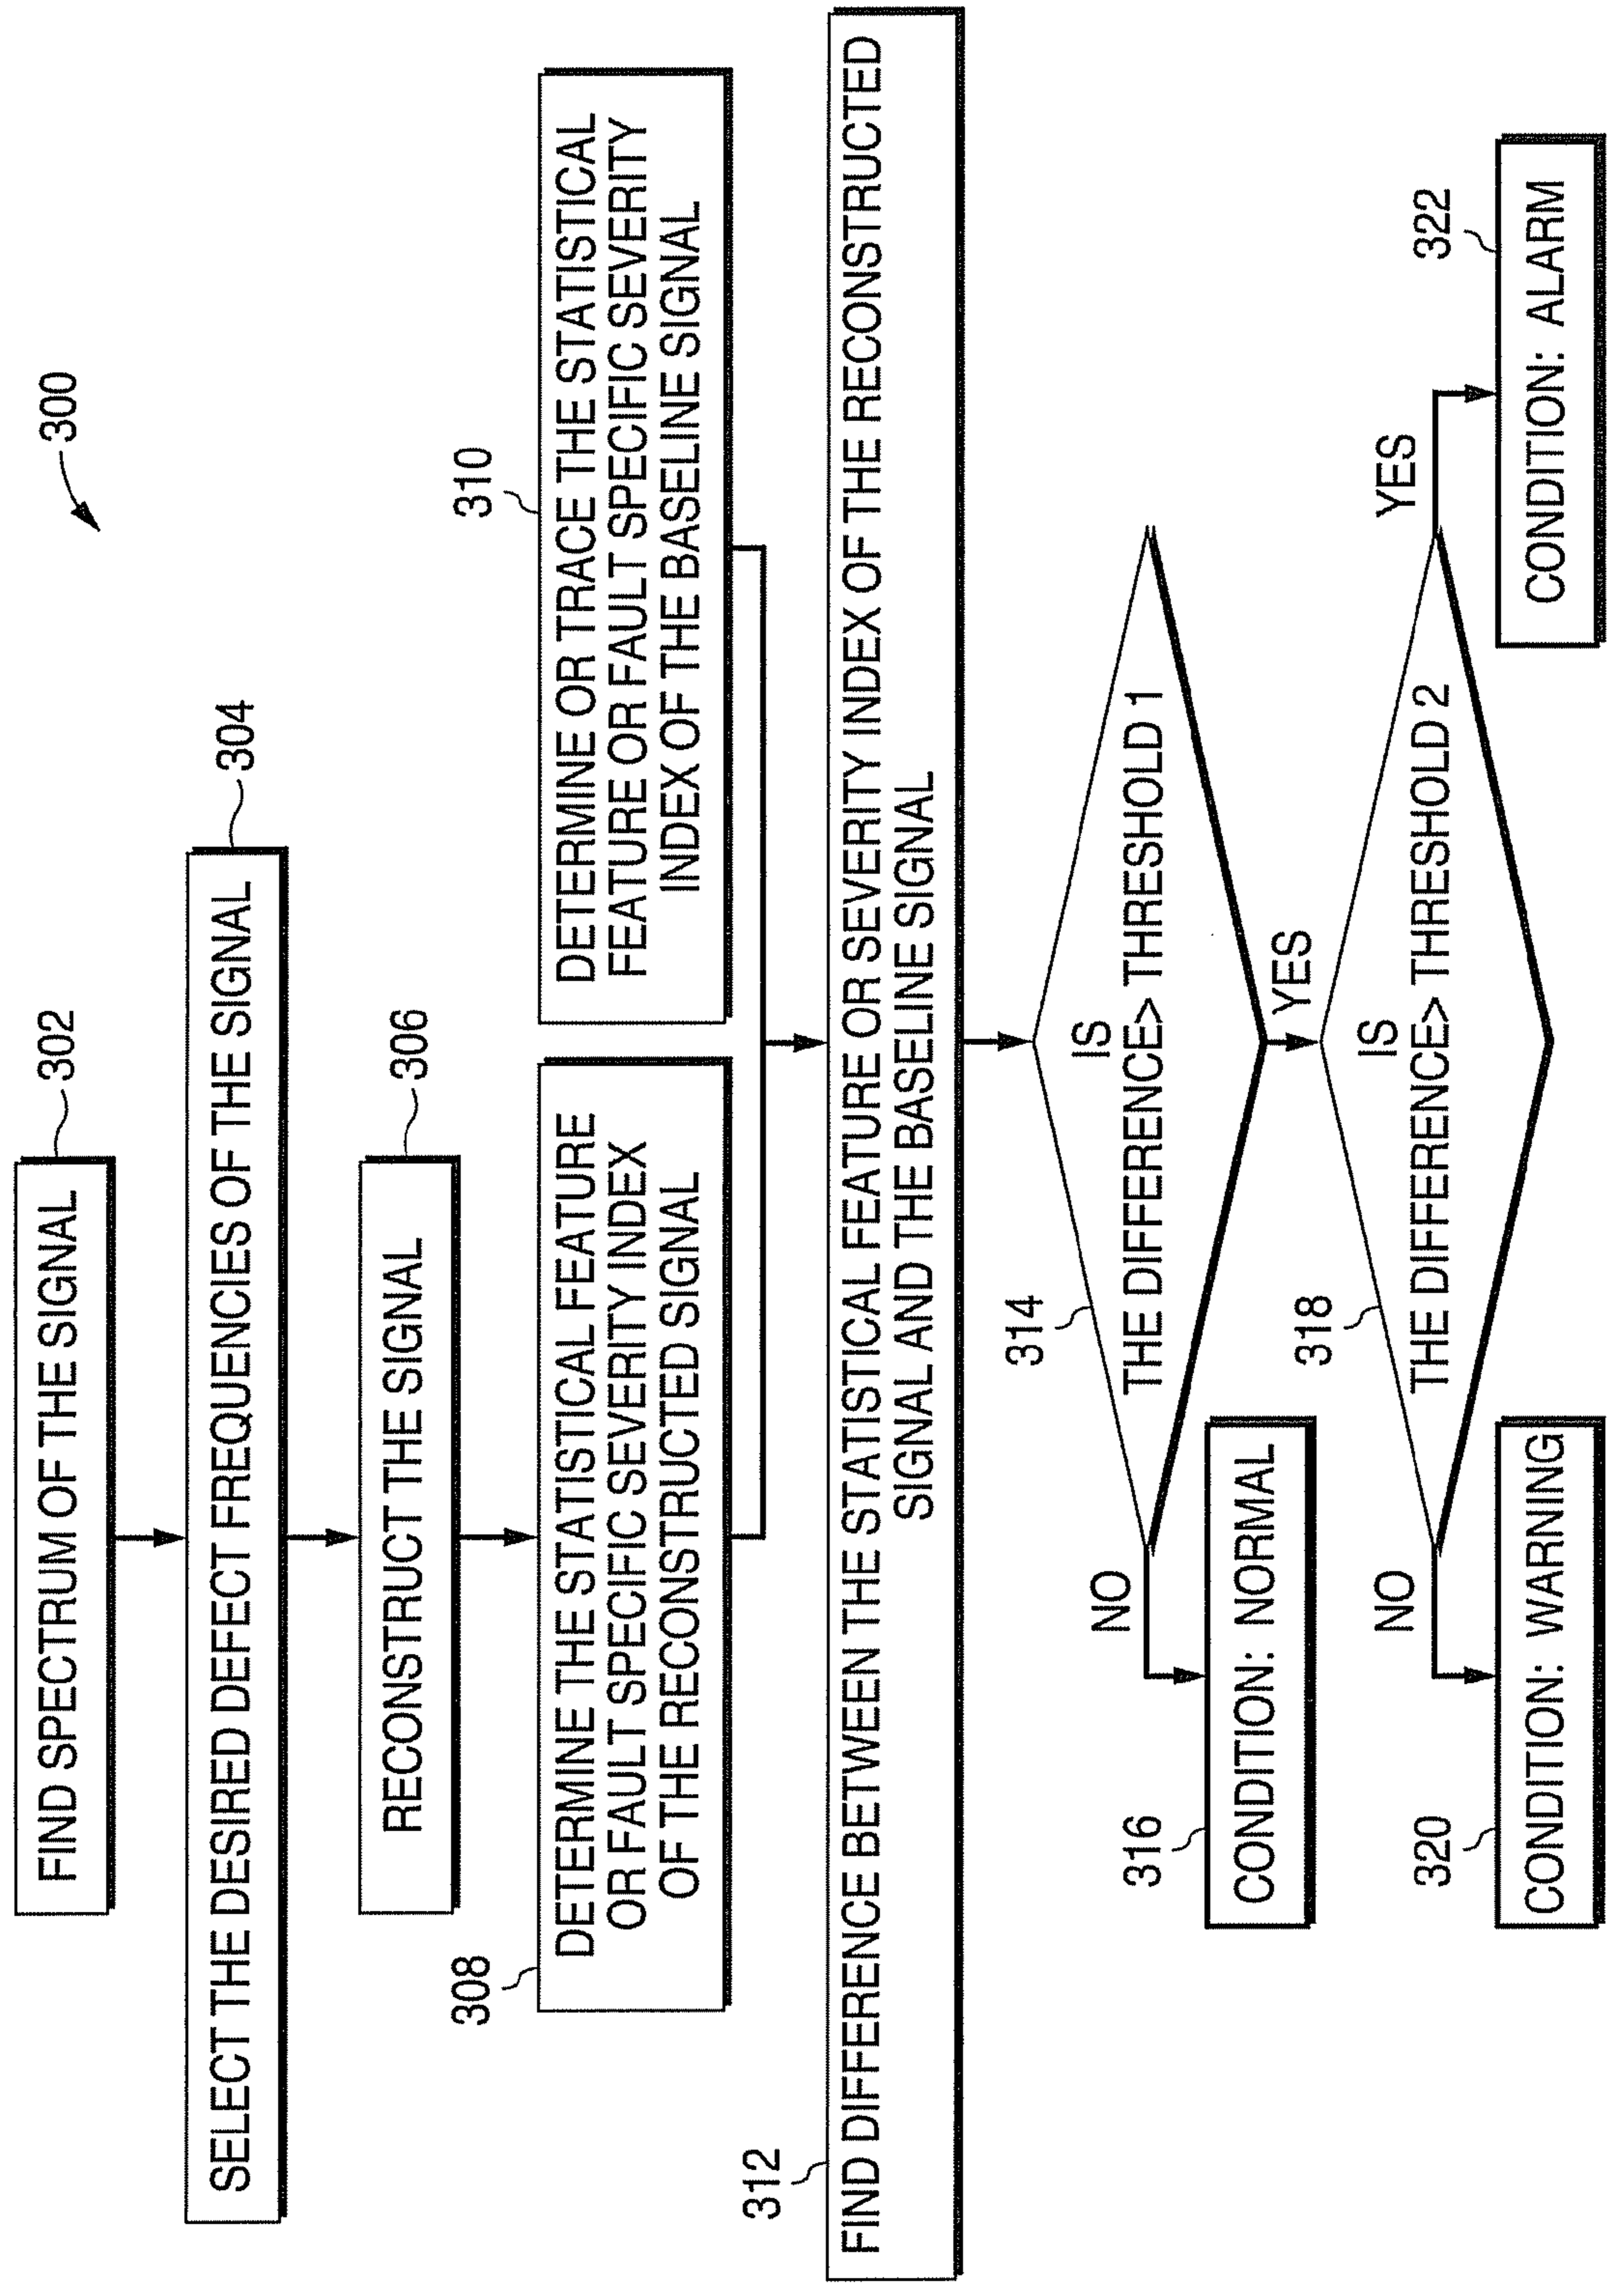 300
302
FIND SPECTRUM OF THE SIGNAL
304
SELECT THE DESIRED DEFECT FREQUENCIES OF THE SIGNAL
306
RECONSTRUCT THE SIGNAL
308
DETERMINE THE STATISTICAL FEATURE
OR FAULT SPECIFIC SEVERITY INDEX
OF THE RECONSTRUCTED SIGNAL
310
DETERMINE OR TRACE THE STATISTICAL
FEATURE OR FAULT SPECIFIC SEVERITY
INDEX OF THE BASELINE SIGNAL
312
FIND DIFFERENCE BETWEEN THE STATISTICAL FEATURE OR SEVERITY INDEX OF THE RECONSTRUCTED
SIGNAL AND THE BASELINE SIGNAL
314
IS
THE DIFFERENCE> THRESHOLD 1
NO
316
CONDITION: NORMAL
YES
318
IS
THE DIFFERENCE> THRESHOLD 2
NO
320
CONDITION: WARNING
YES
322
CONDITION: ALARM